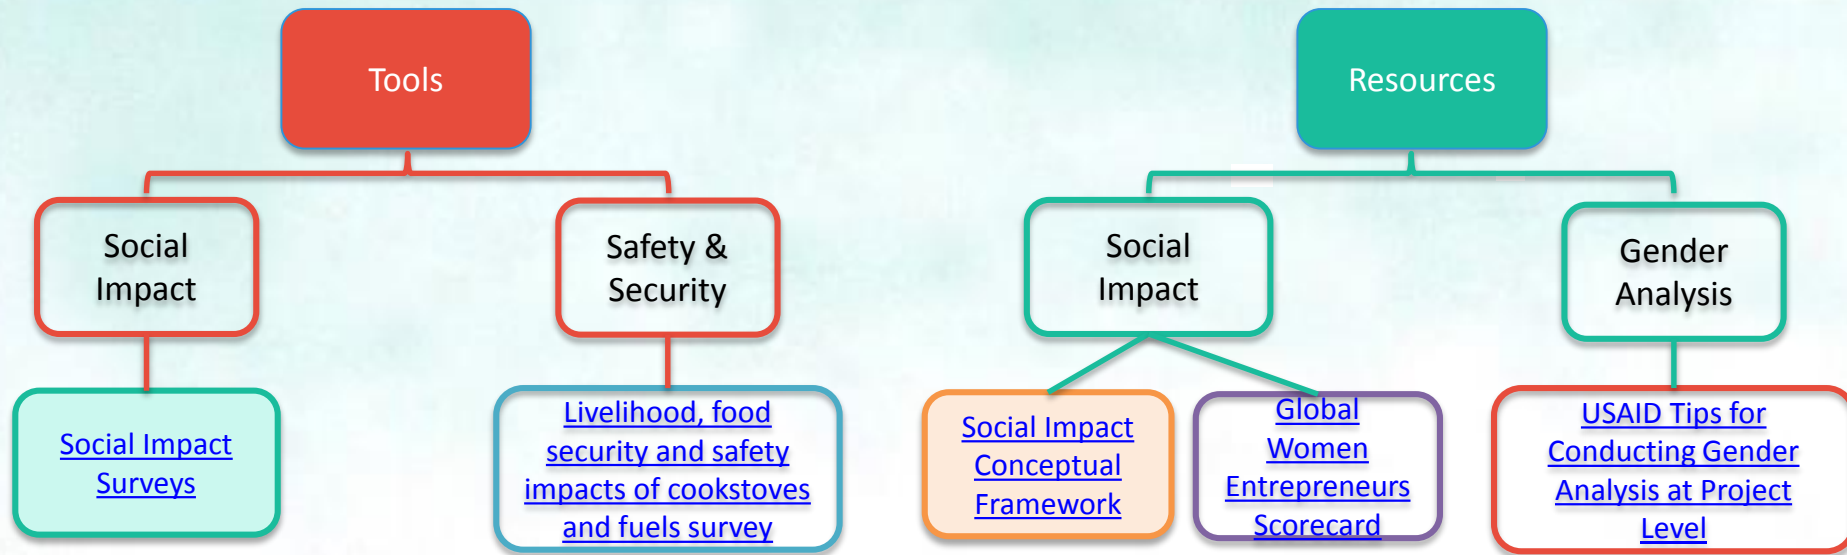 Tools
Resources
Social
Impact
Safety &
Security
Social
Impact
Gender
Analysis
Social Impact
Surveys
Livelihood, food
security and safety
impacts of cookstoves
and fuels survey
Social Impact
Conceptual
Framework
Global
Women
Entrepreneurs
Scorecard
USAID Tips for
Conducting Gender
Analysis at Project
Level